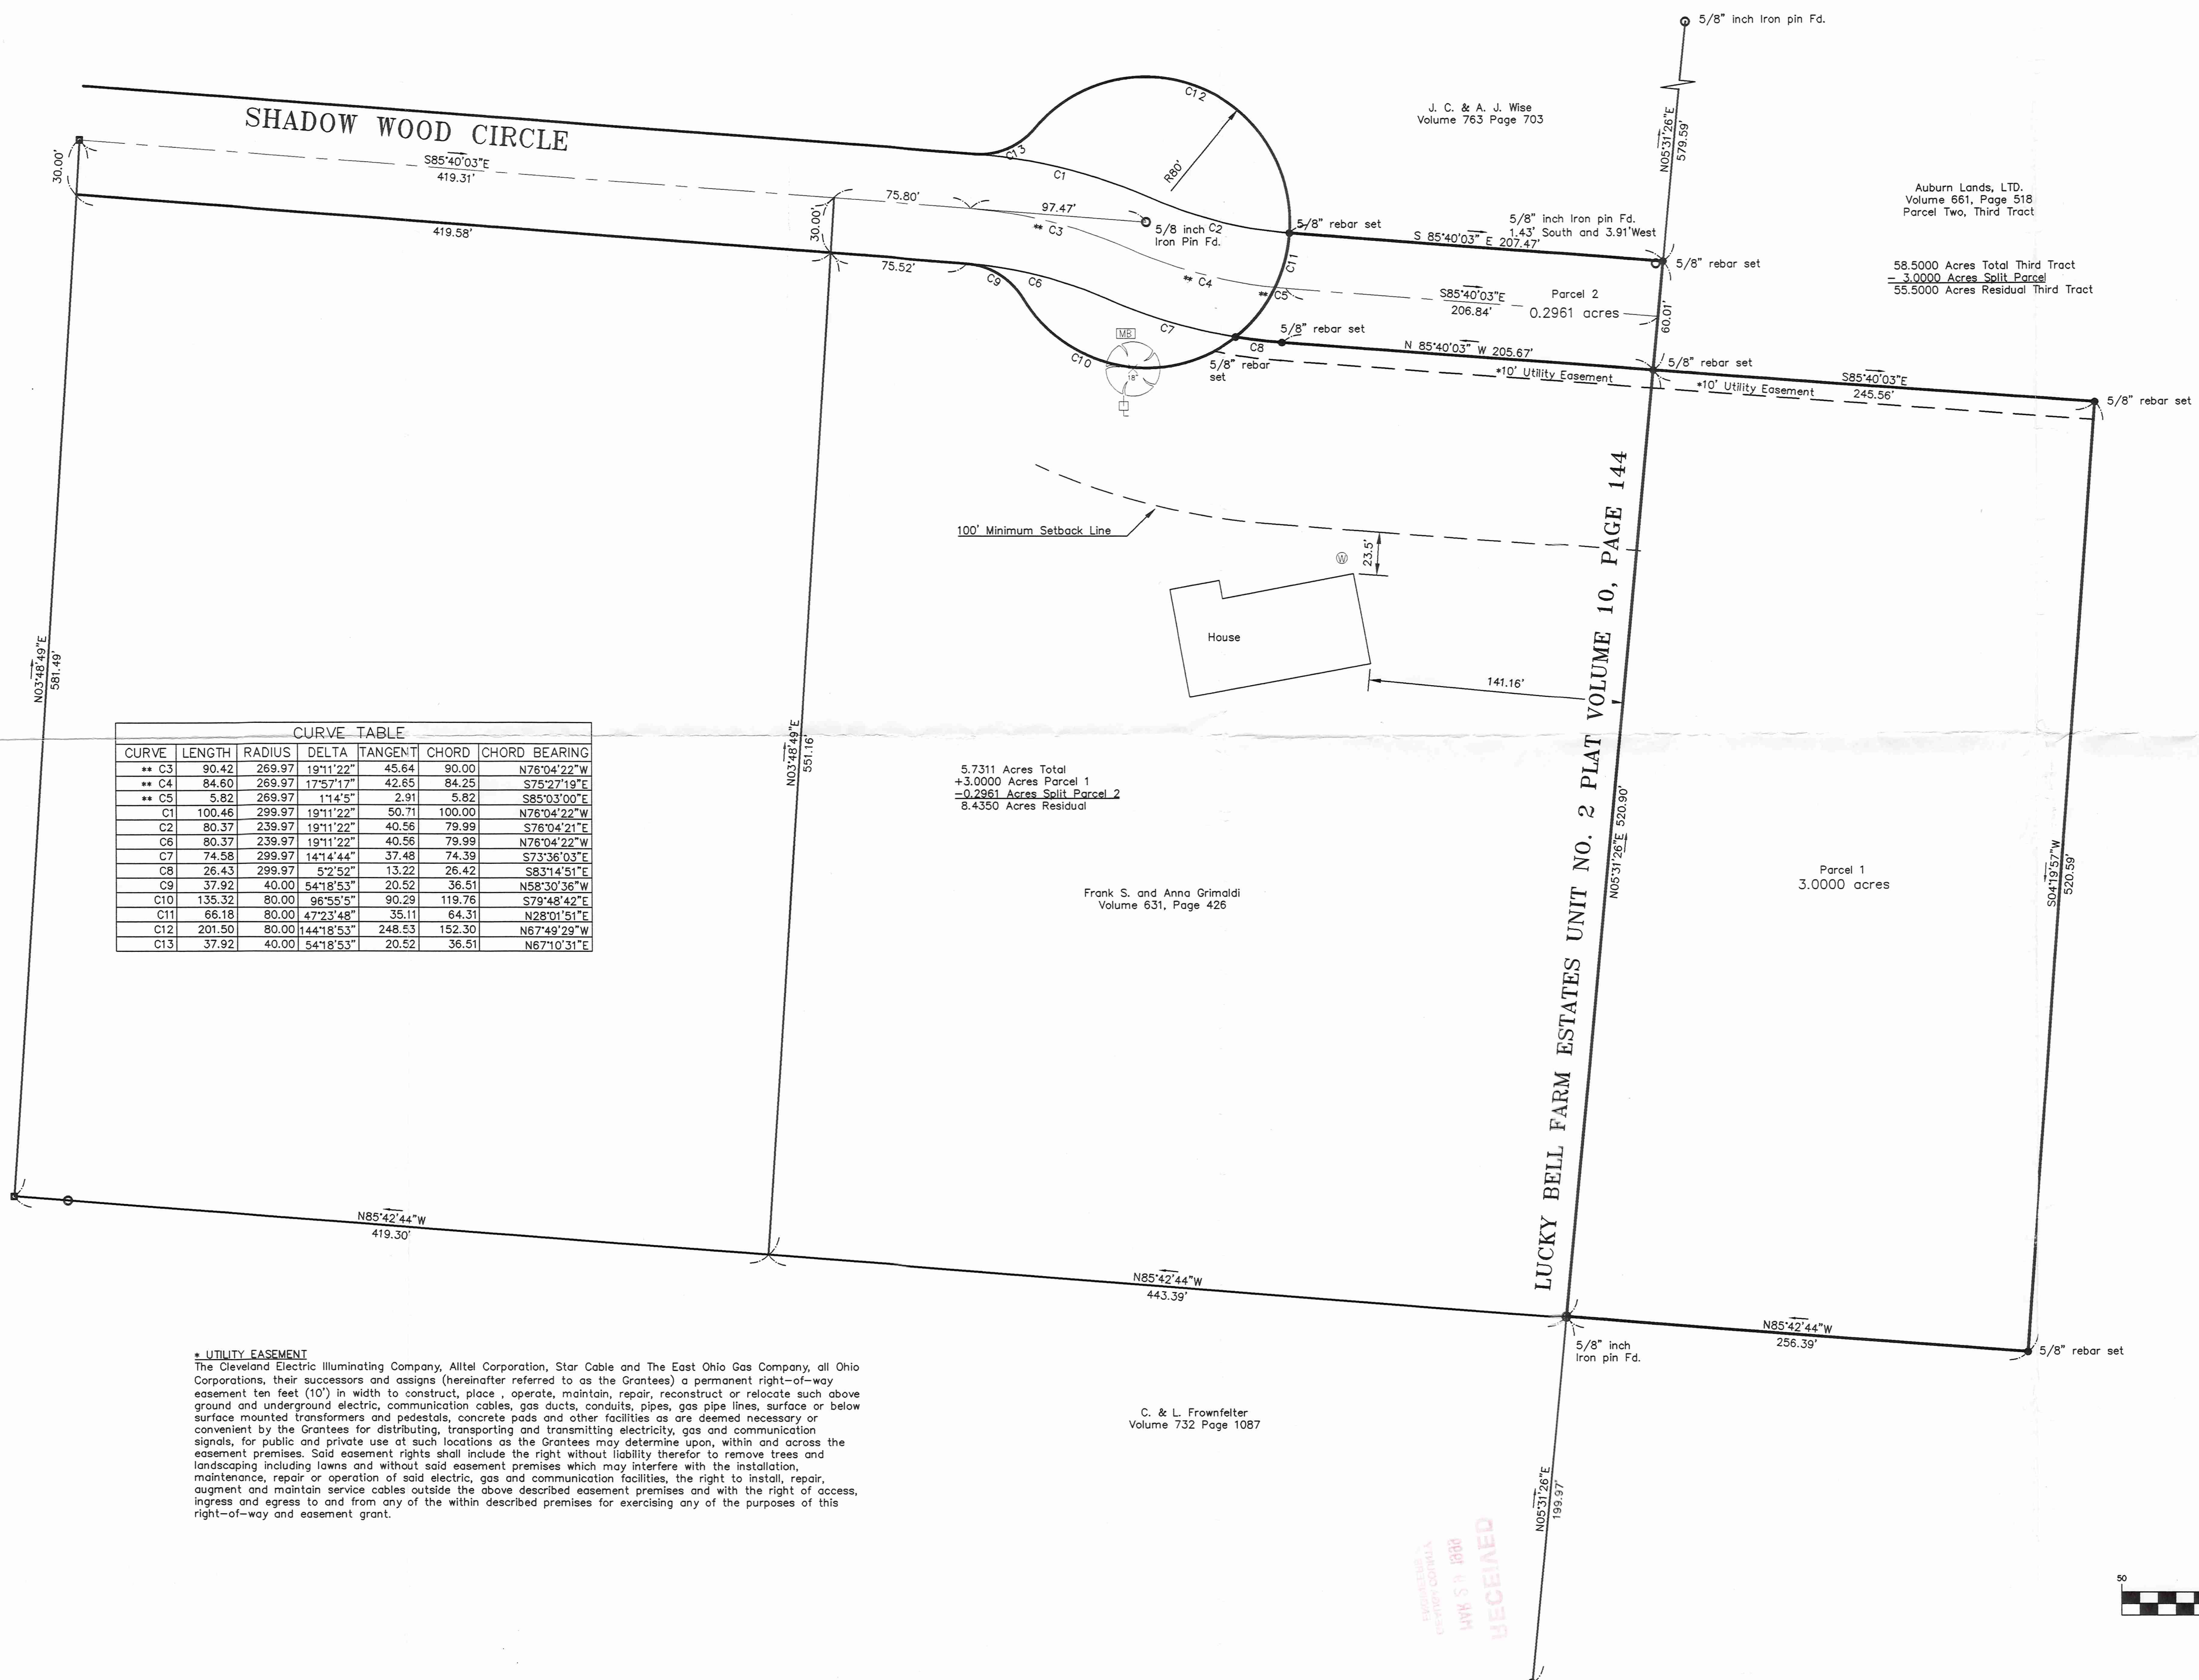 5/8" inch Iron pin Fd.
SHADOW WOOD CIRCLE
S85°40'03"E
419.31'
30.00'
419.58'
75.80'
30.00'
75.52'
97.47'
C13
C1
C12
R80'
** C3
5/8 inch C2
Iron Pin Fd.
** C4
** C5
C11
C9
C6
C7
C8
C10
MB
18"
5/8" rebar set
5/8" rebar
set
5/8" rebar set
J. C. & A. J. Wise
Volume 763 Page 703
N05°31'26"E
579.59'
Auburn Lands, LTD.
Volume 661, Page 518
Parcel Two, Third Tract
5/8" inch Iron pin Fd.
1.43' South and 3.91'West
S 85°40'03" E 207.47'
5/8" rebar set
58.5000 Acres Total Third Tract
- 3.0000 Acres Split Parcel
55.5000 Acres Residual Third Tract
S85°40'03"E
206.84'
Parcel 2
0.2961 acres
60.01'
N 85°40'03" W 205.67'
5/8" rebar set
*10' Utility Easement
*10' Utility Easement
S85°40'03"E
245.56'
5/8" rebar set
100' Minimum Setback Line
23.5'
W
House
141.16'
LUCKY BELL FARM ESTATES UNIT NO. 2 PLAT VOLUME 10, PAGE 144
N03°48'49"E
581.49'
N03°48'49"E
551.16'
CURVE TABLE
CURVE LENGTH RADIUS DELTA TANGENT CHORD CHORD BEARING
** C3 90.42 269.97 19°11'22" 45.64 90.00 N76°04'22"W
** C4 84.60 269.97 17°57'17" 42.65 84.25 S75°27'19"E
** C5 5.82 269.97 1°14'5" 2.91 5.82 S85°03'00"E
C1 100.46 299.97 19°11'22" 50.71 100.00 N76°04'22"W
C2 80.37 239.97 19°11'22" 40.56 79.99 S76°04'21"E
C6 80.37 239.97 19°11'22" 40.56 79.99 N76°04'22"W
C7 74.58 299.97 14°14'44" 37.48 74.39 S73°36'03"E
C8 26.43 299.97 5°2'52" 13.22 26.42 S83°14'51"E
C9 37.92 40.00 54°18'53" 20.52 36.51 N58°30'36"W
C10 135.32 80.00 96°55'5" 90.29 119.76 S79°48'42"E
C11 66.18 80.00 47°23'48" 35.11 64.31 N28°01'51"E
C12 201.50 80.00 144°18'53" 248.53 152.30 N67°49'29"W
C13 37.92 40.00 54°18'53" 20.52 36.51 N67°10'31"E
5.7311 Acres Total
+3.0000 Acres Parcel 1
-0.2961 Acres Split Parcel 2
8.4350 Acres Residual
Frank S. and Anna Grimaldi
Volume 631, Page 426
N05°31'26"E 520.90'
Parcel 1
3.0000 acres
S04°19'57"W
520.59'
N85°42'44"W
419.30'
N85°42'44"W
443.39'
N85°42'44"W
256.39'
5/8" inch
Iron pin Fd.
5/8" rebar set
* UTILITY EASEMENT
The Cleveland Electric Illuminating Company, Alltel Corporation, Star Cable and The East Ohio Gas Company, all Ohio
Corporations, their successors and assigns (hereinafter referred to as the Grantees) a permanent right-of-way
easement ten feet (10') in width to construct, place , operate, maintain, repair, reconstruct or relocate such above
ground and underground electric, communication cables, gas ducts, conduits, pipes, gas pipe lines, surface or below
surface mounted transformers and pedestals, concrete pads and other facilities as are deemed necessary or
convenient by the Grantees for distributing, transporting and transmitting electricity, gas and communication
signals, for public and private use at such locations as the Grantees may determine upon, within and across the
easement premises. Said easement rights shall include the right without liability therefor to remove trees and
landscaping including lawns and without said easement premises which may interfere with the installation,
maintenance, repair or operation of said electric, gas and communication facilities, the right to install, repair,
augment and maintain service cables outside the above described easement premises and with the right of access,
ingress and egress to and from any of the within described premises for exercising any of the purposes of this
right-of-way and easement grant.
C. & L. Frownfelter
Volume 732 Page 1087
N05°31'26"E
199.97'
RECEIVED
1999
50